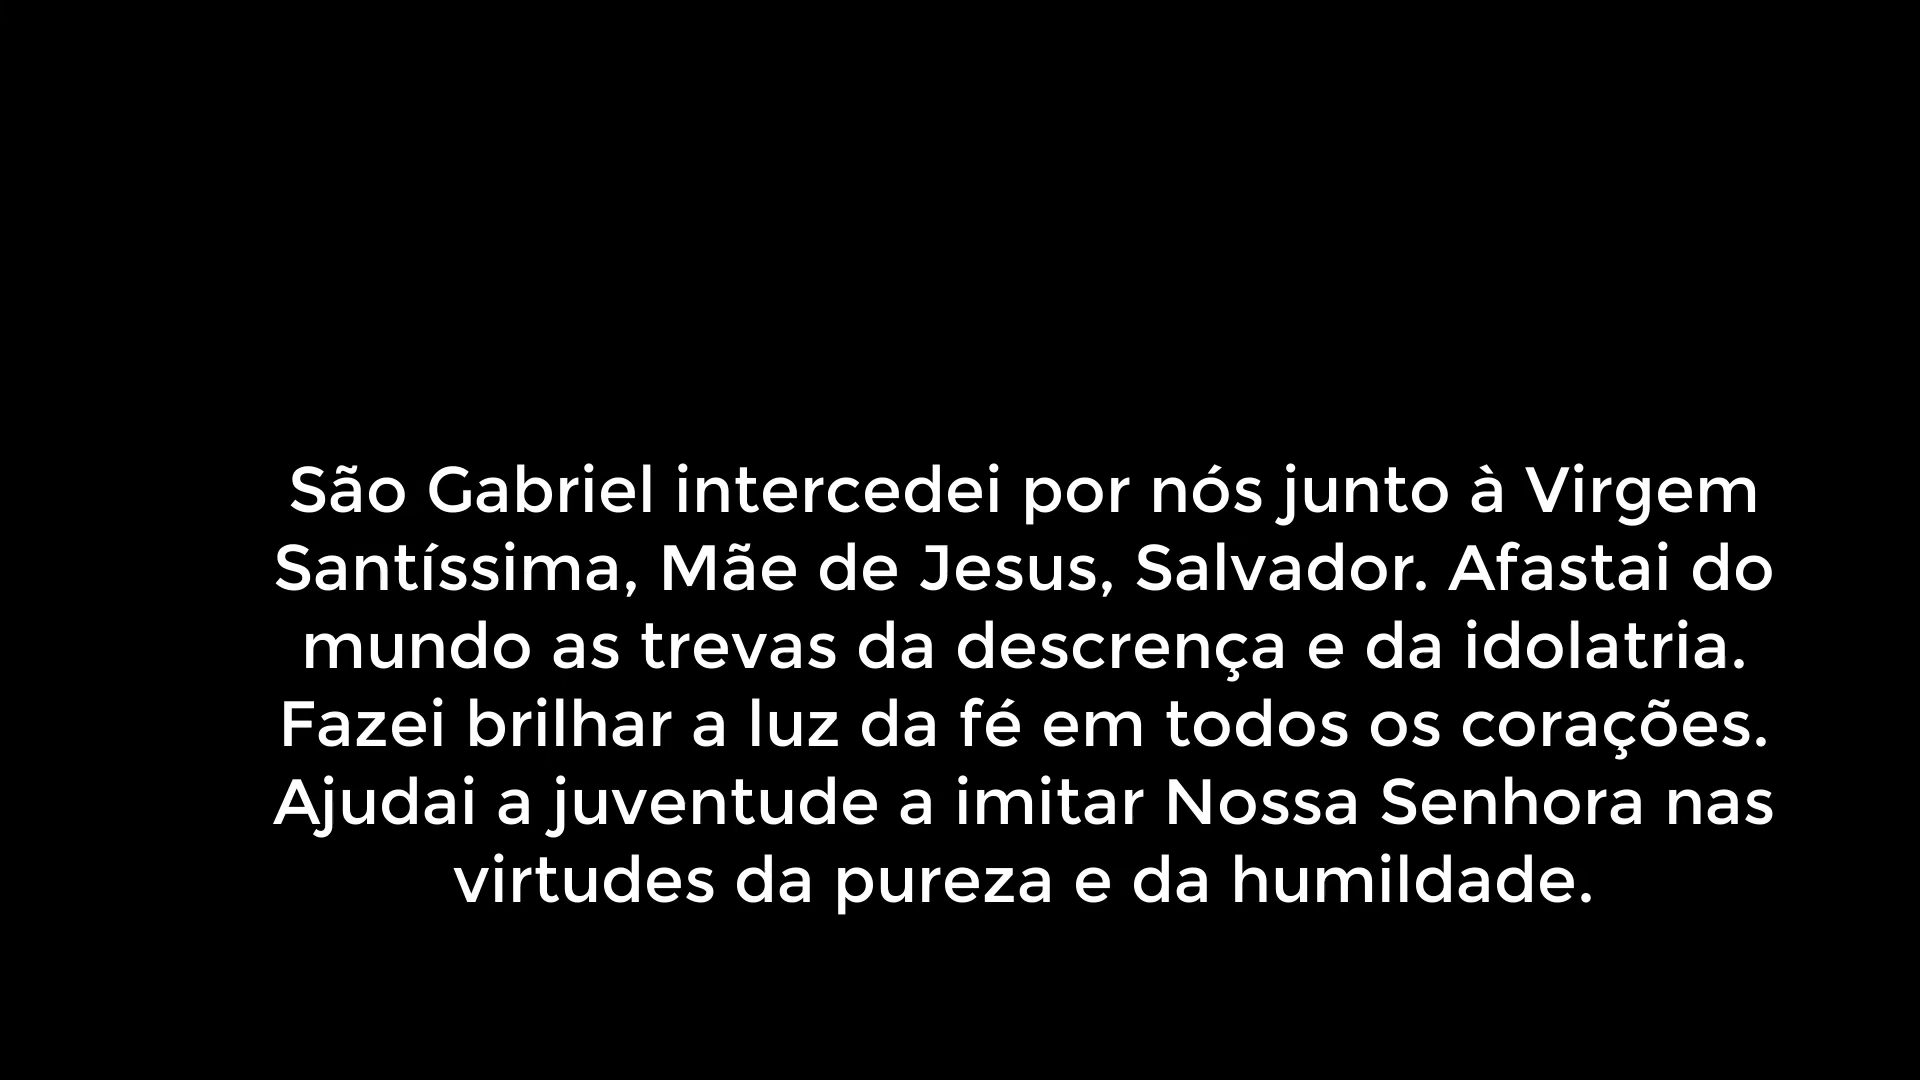 São Gabriel intercedei por nós junto à Virgem
Santíssima, Mãe de Jesus, Salvador. Afastai do
mundo as trevas da descrença e da idolatria.
Fazei brilhar a luz da fé em todos os corações.
Ajudai a juventude a imitar Nossa Senhora nas
virtudes da pureza e da humildade.